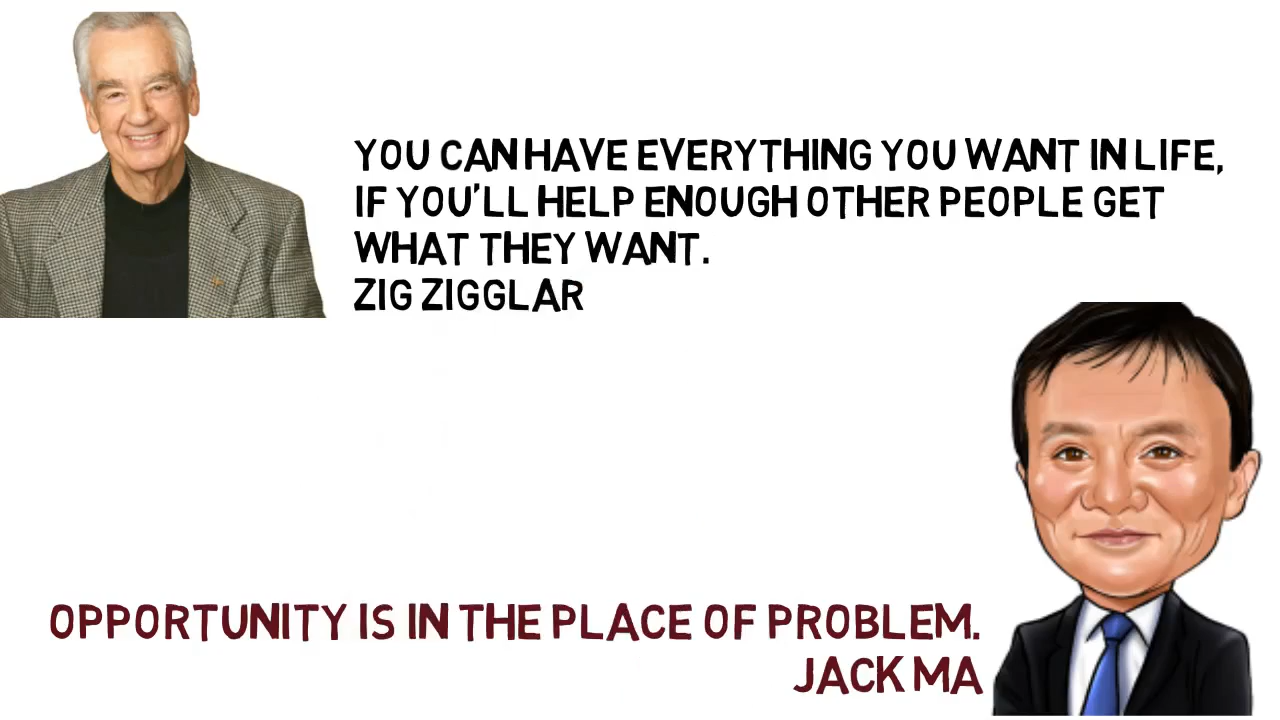 YOU CAN HAVE EVERYTHING YOU WANT IN LIFE,
IF YOU'LL HELP ENOUGH OTHER PEOPLE GET
WHAT THEY WANT.
ZIG ZIGGLAR
OPPORTUNITY IS IN THE PLACE OF PROBLEM.
JACK MA